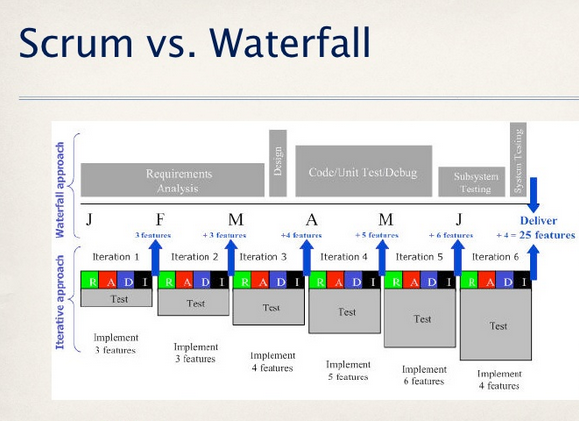 Scrum vs. Waterfall
Waterfall approach
Requirements
Analysis
Design
Code/Unit Test/Debug
Subsystem
Testing
System Testing
J F M A M J
Deliver
3 features + 3 features +4 features + 5 features + 6 features + 4 = 25 features
Iterative approach
Iteration 1 Iteration 2 Iteration 3 Iteration 4 Iteration 5 Iteration 6
R A D I R A D I R A D I R A D I R A D I R A D I
Test Test Test Test Test Test
Implement
3 features
Implement
3 features
Implement
4 features
Implement
5 features
Implement
6 features
Implement
4 features